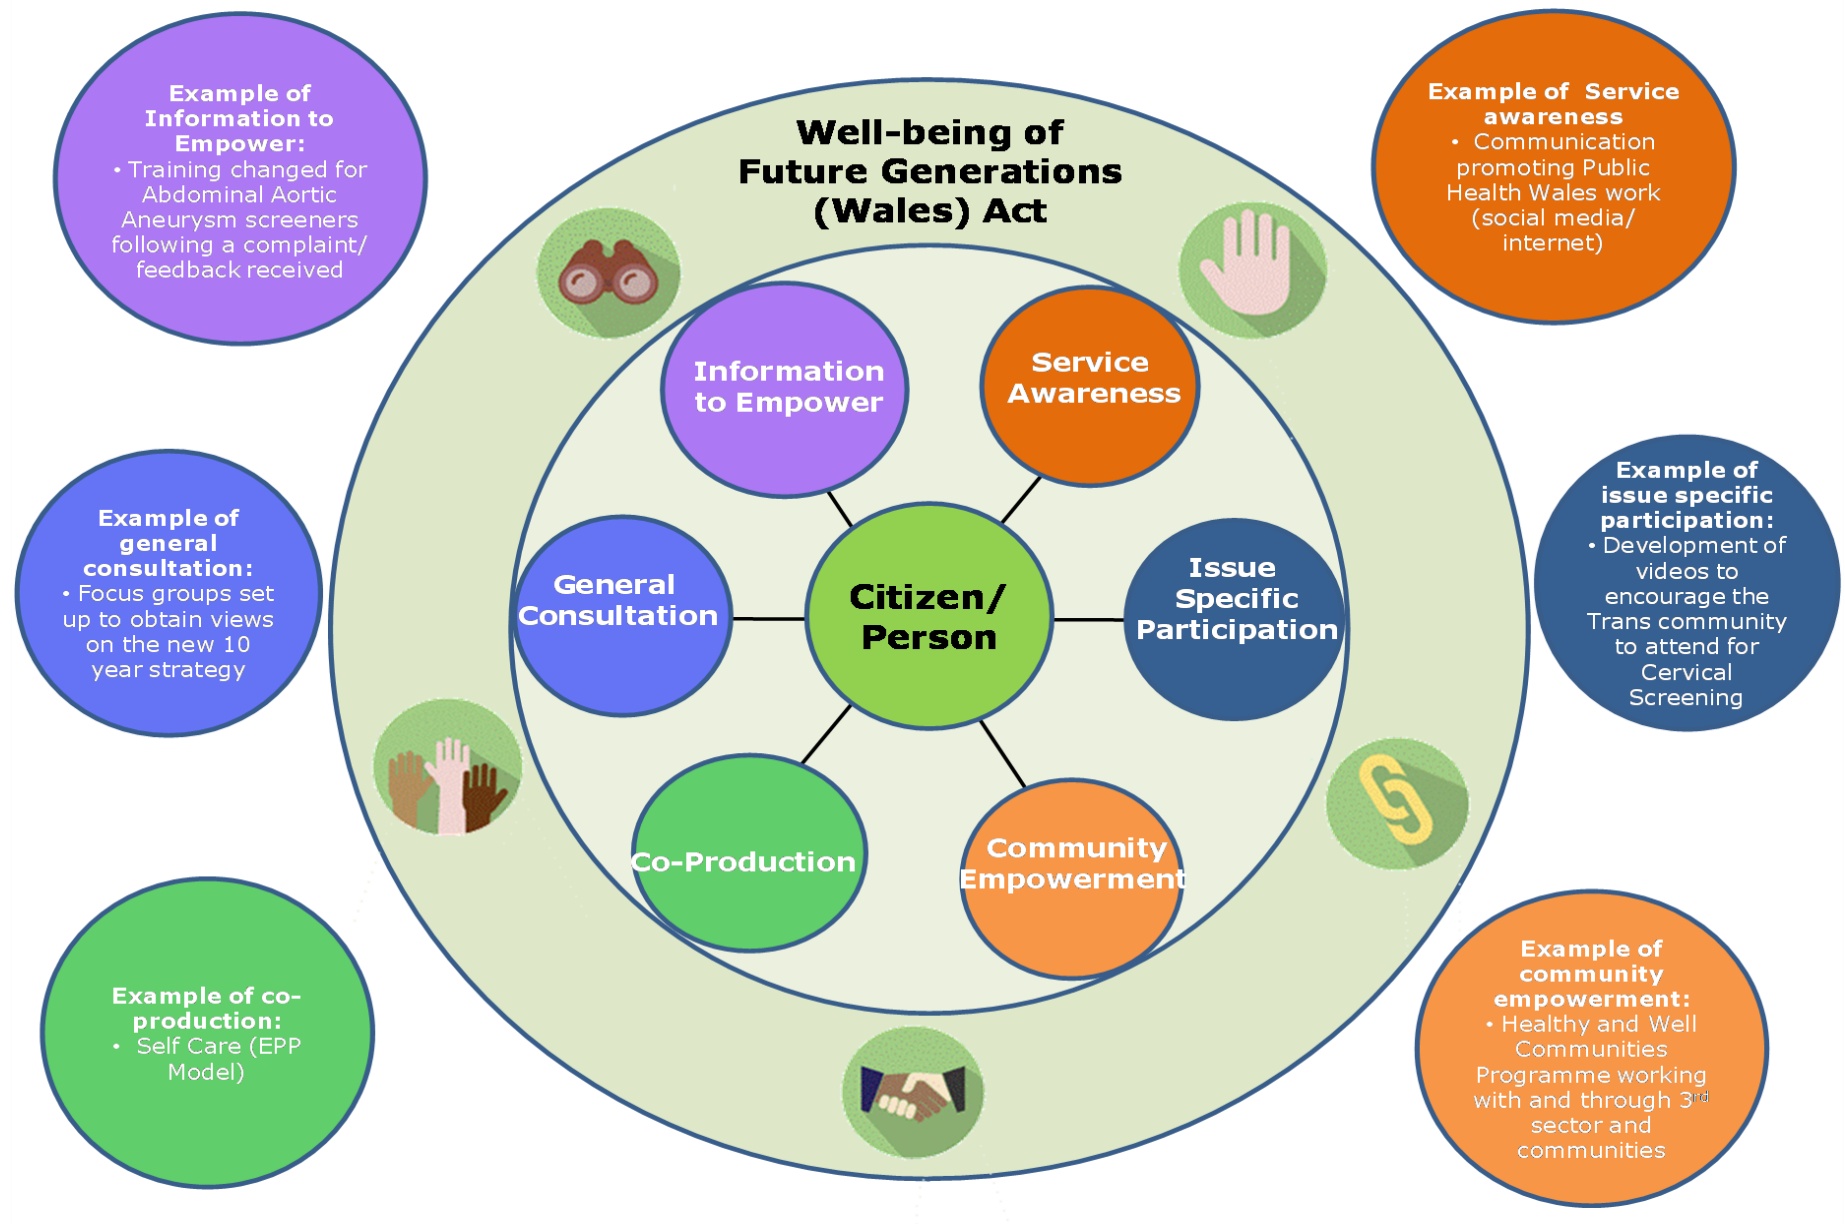 Well-being of
Future Generations
(Wales) Act
Example of
Information to
Empower:
• Training changed for
Abdominal Aortic
Aneurysm screeners
following a complaint/
feedback received
Example of  Service
awareness
•  Communication
promoting Public
Health Wales work
(social media/
internet)
Information
to Empower
Service
Awareness
Example of
general
consultation:
• Focus groups set
up to obtain views
on the new 10
year strategy
General
Consultation
Citizen/
Person
Issue
Specific
Participation
Example of
issue specific
participation:
• Development of
videos to
encourage the
Trans community
to attend for
Cervical
Screening
Co-Production
Community
Empowerment
Example of co-
production:
•  Self Care (EPP
Model)
Example of
community
empowerment:
• Healthy and Well
Communities
Programme working
with and through 3rd
sector and
communities